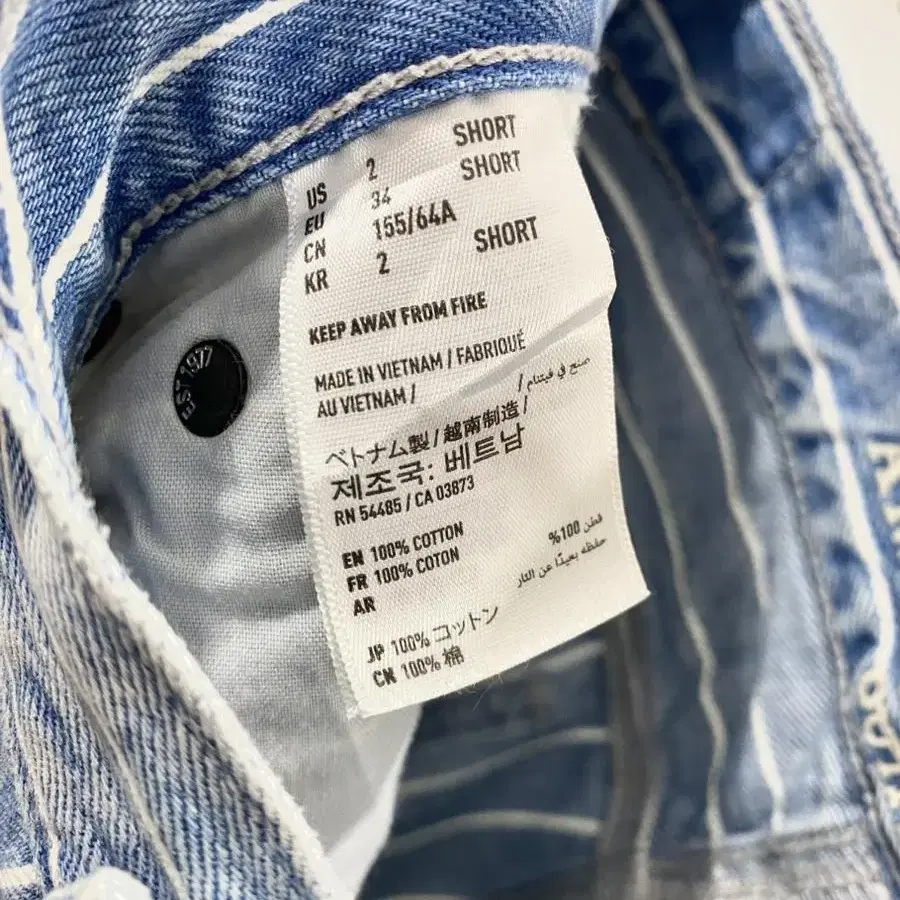 US 2 SHORT
EU 34 SHORT
CN 155/64A
KR 2 SHORT
KEEP AWAY FROM FIRE
MADE IN VIETNAM / FABRIQUÉ
AU VIETNAM / / صنع في فيتنام
ベトナム製 / 越南制造 /
제조국: 베트남
RN 54485 / CA 03873
EN 100% COTTON
FR 100% COTON
AR قطن 100%
حفظه بعيدًا عن النار
JP 100% コットン
CN 100% 棉
EST 1977